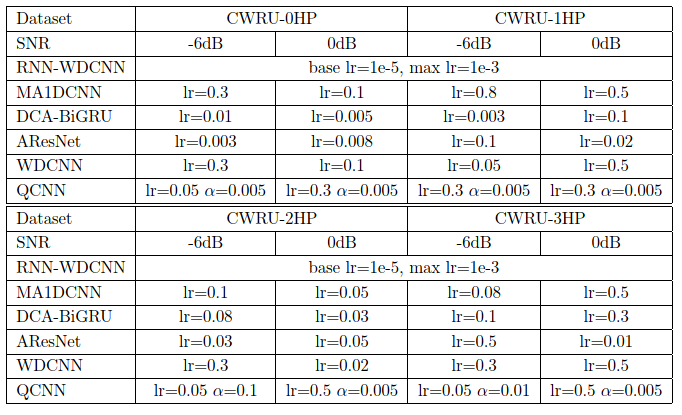 Dataset CWRU-0HP CWRU-1HP
SNR -6dB 0dB -6dB 0dB
RNN-WDCNN base lr=1e-5, max lr=1e-3
MA1DCNN lr=0.3 lr=0.1 lr=0.8 lr=0.5
DCA-BiGRU lr=0.01 lr=0.005 lr=0.003 lr=0.1
AResNet lr=0.003 lr=0.008 lr=0.1 lr=0.02
WDCNN lr=0.3 lr=0.1 lr=0.05 lr=0.5
QCNN lr=0.05 α=0.005 lr=0.3 α=0.005 lr=0.3 α=0.005 lr=0.3 α=0.005
Dataset CWRU-2HP CWRU-3HP
SNR -6dB 0dB -6dB 0dB
RNN-WDCNN base lr=1e-5, max lr=1e-3
MA1DCNN lr=0.1 lr=0.05 lr=0.08 lr=0.5
DCA-BiGRU lr=0.08 lr=0.03 lr=0.1 lr=0.3
AResNet lr=0.03 lr=0.05 lr=0.5 lr=0.01
WDCNN lr=0.3 lr=0.02 lr=0.3 lr=0.5
QCNN lr=0.05 α=0.1 lr=0.5 α=0.005 lr=0.05 α=0.01 lr=0.5 α=0.005